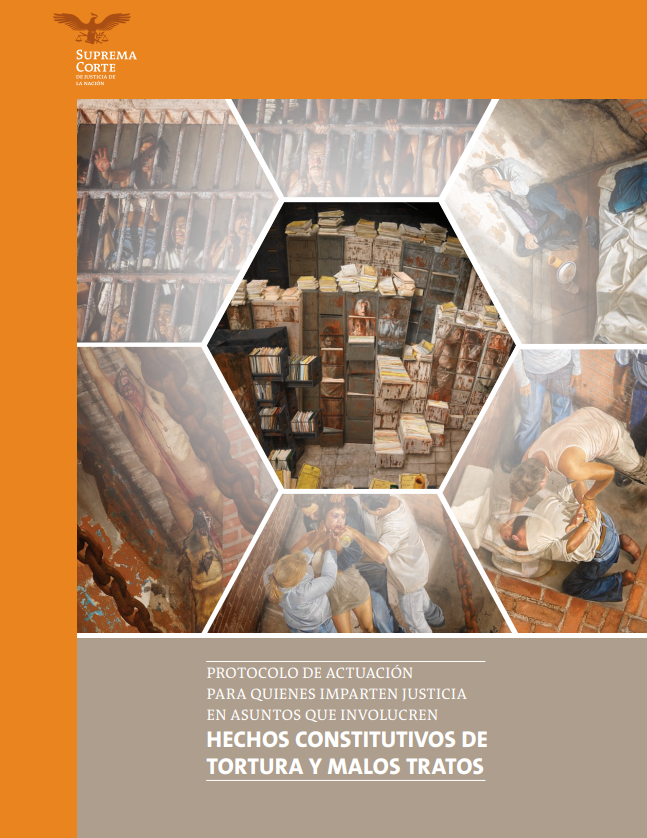 SUPREMA
CORTE
DE JUSTICIA DE
LA NACIÓN
PROTOCOLO DE ACTUACIÓN
PARA QUIENES IMPARTEN JUSTICIA
EN ASUNTOS QUE INVOLUCREN
HECHOS CONSTITUTIVOS DE
TORTURA Y MALOS TRATOS